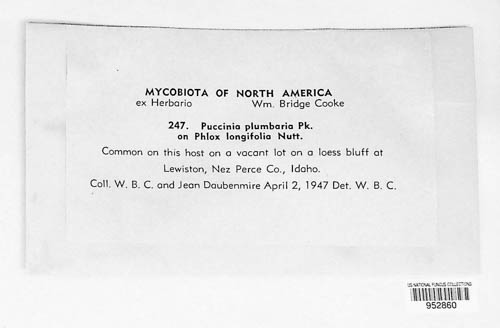 MYCOBIOTA OF NORTH AMERICA
ex Herbario Wm. Bridge Cooke
247. Puccinia plumbaria Pk.
on Phlox longifolia Nutt.
Common on this host on a vacant lot on a loess bluff at
Lewiston, Nez Perce Co., Idaho.
Coll. W. B. C. and Jean Daubenmire April 2, 1947 Det. W. B. C.
US NATIONAL FUNGUS COLLECTIONS
952860